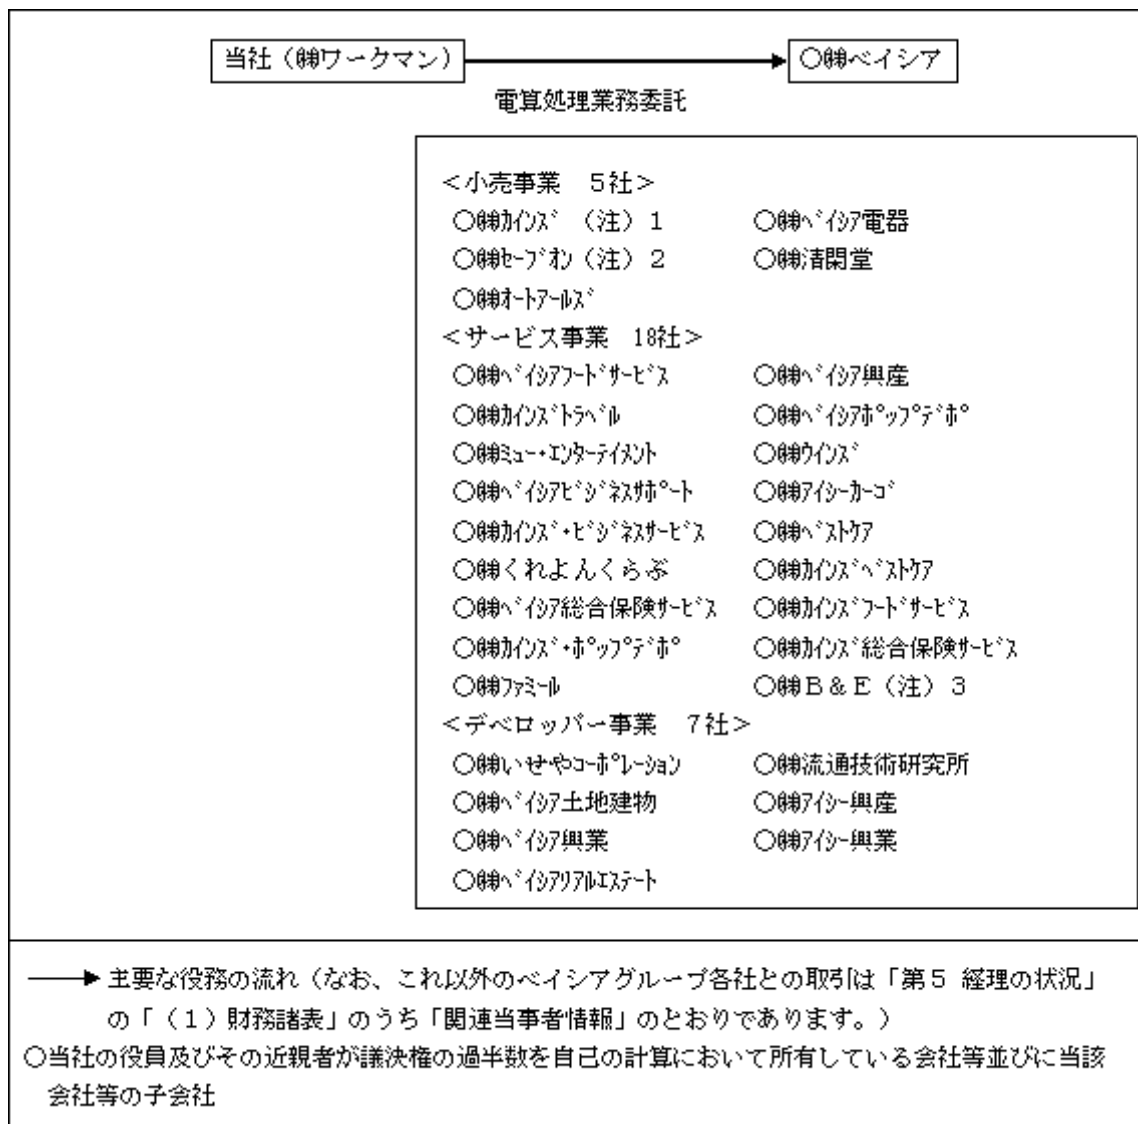 当社（㈱ワークマン） ○㈱ベイシア
電算処理業務委託
＜小売事業　５社＞
○㈱ｶｲﾝｽﾞ（注）１ ○㈱ﾍﾞｲｼｱ電器
○㈱ｾｰﾌﾞｵﾝ（注）２ ○㈱清閑堂
○㈱ｵｰﾄｱｰﾙｽﾞ
＜サービス事業　18社＞
○㈱ﾍﾞｲｼｱﾌｰﾄﾞｻｰﾋﾞｽ ○㈱ﾍﾞｲｼｱ興産
○㈱ｶｲﾝｽﾞﾄﾗﾍﾞﾙ ○㈱ﾍﾞｲｼｱﾎﾟｯﾌﾟﾃﾞﾎﾟ
○㈱ﾐｭｰ・ｴﾝﾀｰﾃｲﾒﾝﾄ ○㈱ｳｲﾝｽﾞ
○㈱ﾍﾞｲｼｱﾋﾞｼﾞﾈｽｻﾎﾟｰﾄ ○㈱ｱｲｼｰｶｰｺﾞ
○㈱ｶｲﾝｽﾞ・ﾋﾞｼﾞﾈｽｻｰﾋﾞｽ ○㈱ﾍﾞｽﾄｹｱ
○㈱くれよんくらぶ ○㈱ｶｲﾝｽﾞﾍﾞｽﾄｹｱ
○㈱ﾍﾞｲｼｱ総合保険ｻｰﾋﾞｽ ○㈱ｶｲﾝｽﾞﾌｰﾄﾞｻｰﾋﾞｽ
○㈱ｶｲﾝｽﾞ・ﾎﾟｯﾌﾟﾃﾞﾎﾟ ○㈱ｶｲﾝｽﾞ総合保険ｻｰﾋﾞｽ
○㈱ﾌｧﾐｰﾙ ○㈱Ｂ＆Ｅ（注）３
＜デベロッパー事業　７社＞
○㈱いせやｺｰﾎﾟﾚｰｼｮﾝ ○㈱流通技術研究所
○㈱ﾍﾞｲｼｱ土地建物 ○㈱ｱｲｼｰ興産
○㈱ﾍﾞｲｼｱ興業 ○㈱ｱｲｼｰ興業
○㈱ﾍﾞｲｼｱﾘｱﾙｴｽﾃｰﾄ
主要な役務の流れ（なお、これ以外のベイシアグループ各社との取引は「第５ 経理の状況」
の「（１）財務諸表」のうち「関連当事者情報」のとおりであります。）
○当社の役員及びその近親者が議決権の過半数を自己の計算において所有している会社等並びに当該
会社等の子会社